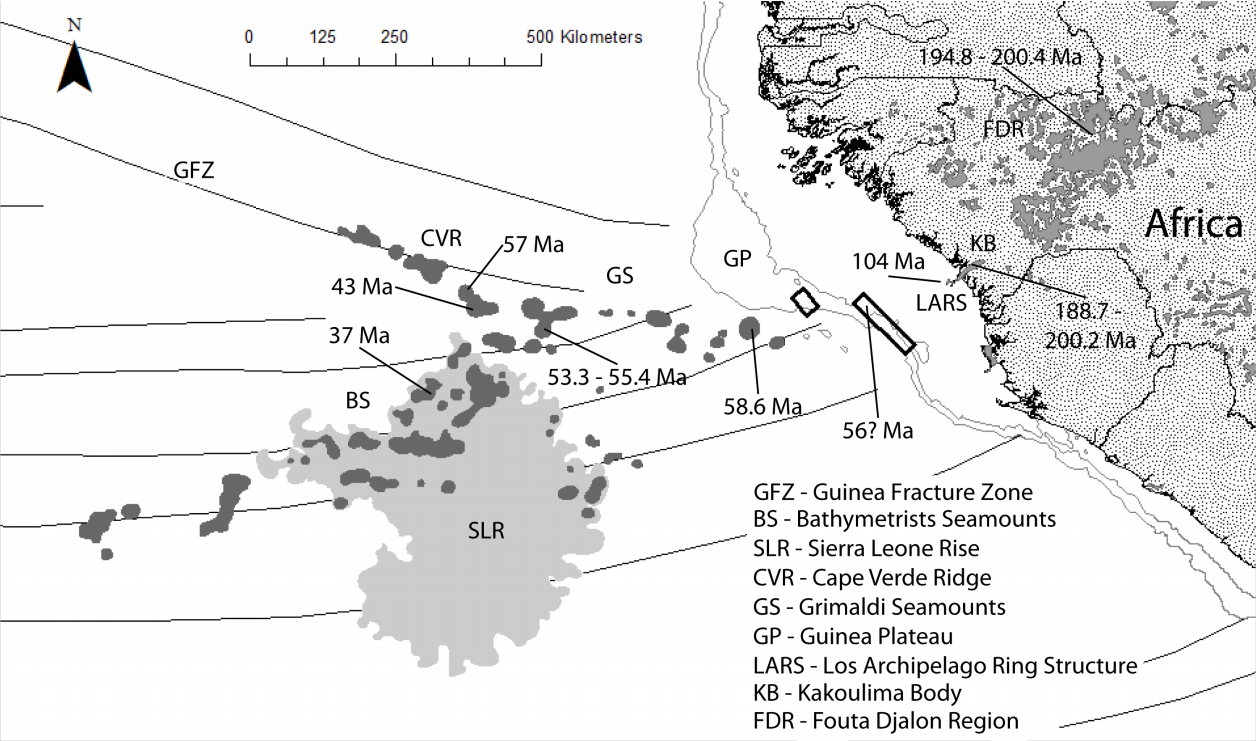 N
0 125 250 500 Kilometers
194.8 - 200.4 Ma
FDR
GFZ
Africa
CVR
57 Ma
GS
GP
KB
104 Ma
43 Ma
LARS
188.7 -
200.2 Ma
37 Ma
53.3 - 55.4 Ma
BS
58.6 Ma
56? Ma
SLR
GFZ - Guinea Fracture Zone
BS - Bathymetrists Seamounts
SLR - Sierra Leone Rise
CVR - Cape Verde Ridge
GS - Grimaldi Seamounts
GP - Guinea Plateau
LARS - Los Archipelago Ring Structure
KB - Kakoulima Body
FDR - Fouta Djalon Region